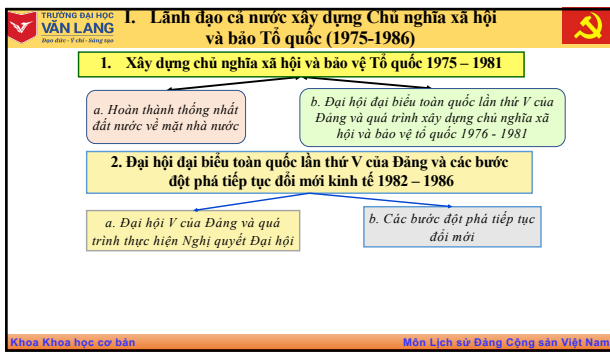 TRƯỜNG ĐẠI HỌC
VĂN LANG
Đạo đức - Ý chí - Sáng tạo
I. Lãnh đạo cả nước xây dựng Chủ nghĩa xã hội
và bảo Tổ quốc (1975-1986)
1. Xây dựng chủ nghĩa xã hội và bảo vệ Tổ quốc 1975 – 1981
a. Hoàn thành thống nhất
đất nước về mặt nhà nước
b. Đại hội đại biểu toàn quốc lần thứ V của
Đảng và quá trình xây dựng chủ nghĩa xã
hội và bảo vệ tổ quốc 1976 - 1981
2. Đại hội đại biểu toàn quốc lần thứ V của Đảng và các bước
đột phá tiếp tục đổi mới kinh tế 1982 – 1986
a. Đại hội V của Đảng và quá
trình thực hiện Nghị quyết Đại hội
b. Các bước đột phá tiếp tục
đổi mới
Khoa Khoa học cơ bản
Môn Lịch sử Đảng Cộng sản Việt Nam